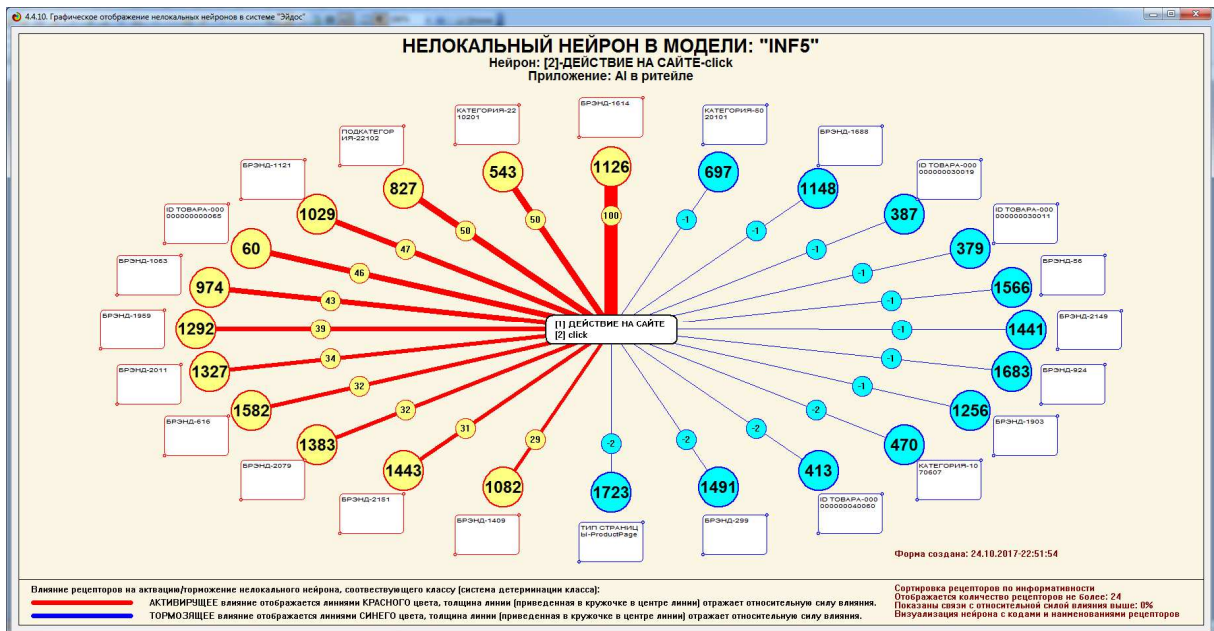 4.4.10. Графическое отображение нелокальных нейронов в системе "Эйдос"
НЕЛОКАЛЬНЫЙ НЕЙРОН В МОДЕЛИ: "INF5"
Нейрон: [2]-ДЕЙСТВИЕ НА САЙТЕ-click
Приложение: AI в ритейле
БРЭНД-1614
1126
100
КАТЕГОРИЯ-22
10201
543
50
ПОДКАТЕГОР
ИЯ-22102
827
50
БРЭНД-1121
1029
47
ID ТОВАРА-000
000000000065
60
46
БРЭНД-1063
974
43
БРЭНД-1959
1292
39
БРЭНД-2011
1327
34
БРЭНД-616
1582
32
БРЭНД-2079
1383
32
БРЭНД-2151
1443
31
БРЭНД-1409
1082
29
КАТЕГОРИЯ-50
20101
697
-1
БРЭНД-1688
1148
-1
ID ТОВАРА-000
000000030019
387
-1
ID ТОВАРА-000
000000030011
379
-1
БРЭНД-56
1566
-1
БРЭНД-2149
1441
-1
БРЭНД-924
1683
-1
БРЭНД-1903
1256
-1
КАТЕГОРИЯ-10
70607
470
-2
ID ТОВАРА-000
000000040060
413
-2
БРЭНД-299
1491
-2
ТИП СТРАНИЦ
Ы-ProductPage
1723
-2
[1] ДЕЙСТВИЕ НА САЙТЕ
[2] click
Форма создана: 24.10.2017-22:51:54
Влияние рецепторов на активацию/торможение нелокального нейрона, соотвествующего классу (система детерминации класса):
АКТИВИРУЩЕЕ влияние отображается линиями КРАСНОГО цвета, толщина линии (приведенная в кружочке в центре линии) отражает относительную силу влияния.
ТОРМОЗЯЩЕЕ влияние отображается линиями СИНЕГО цвета, толщина линии (приведенная в кружочке в центре линии) отражает относительную силу влияния.
Сортировка рецепторов по информативности
Отображается количество рецепторов не более: 24
Показаны связи с относительной силой влияния выше: 0%
Визуализация нейрона с кодами и наименованиями рецепторов